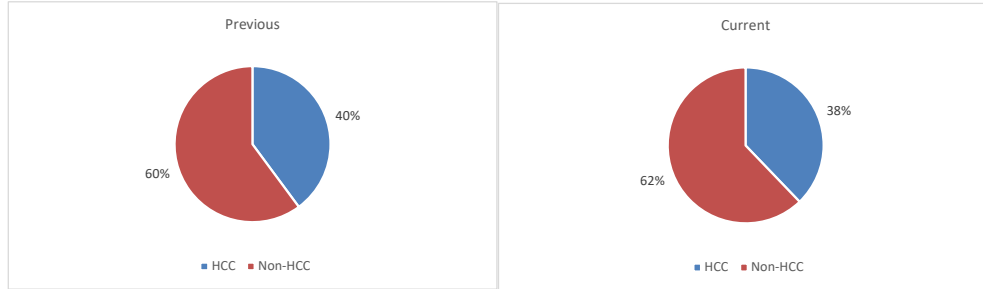 Previous
40%
60%
HCC Non-HCC
Current
38%
62%
HCC Non-HCC